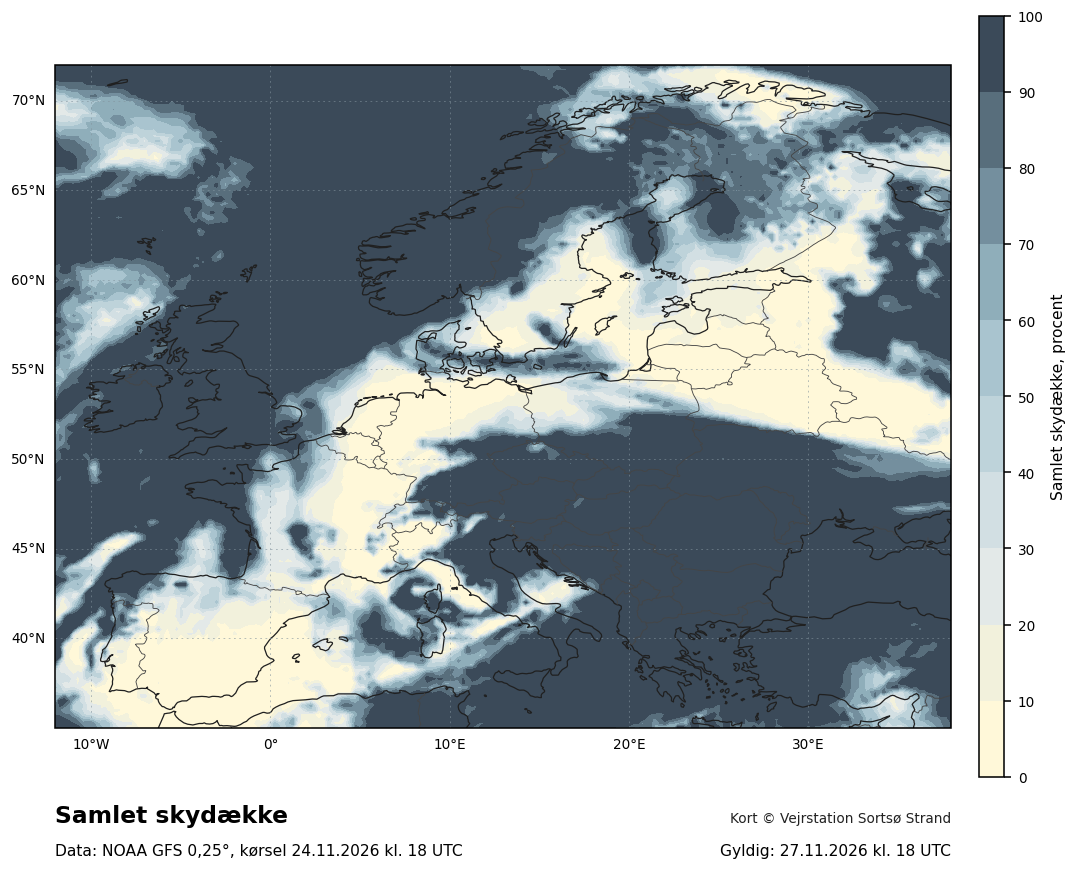 100
90
80
70
60
50
40
30
20
10
0
Samlet skydække, procent
70°N
65°N
60°N
55°N
50°N
45°N
40°N
10°W
0°
10°E
20°E
30°E
Samlet skydække
Kort © Vejrstation Sortsø Strand
Data: NOAA GFS 0,25°, kørsel 24.11.2026 kl. 18 UTC
Gyldig: 27.11.2026 kl. 18 UTC